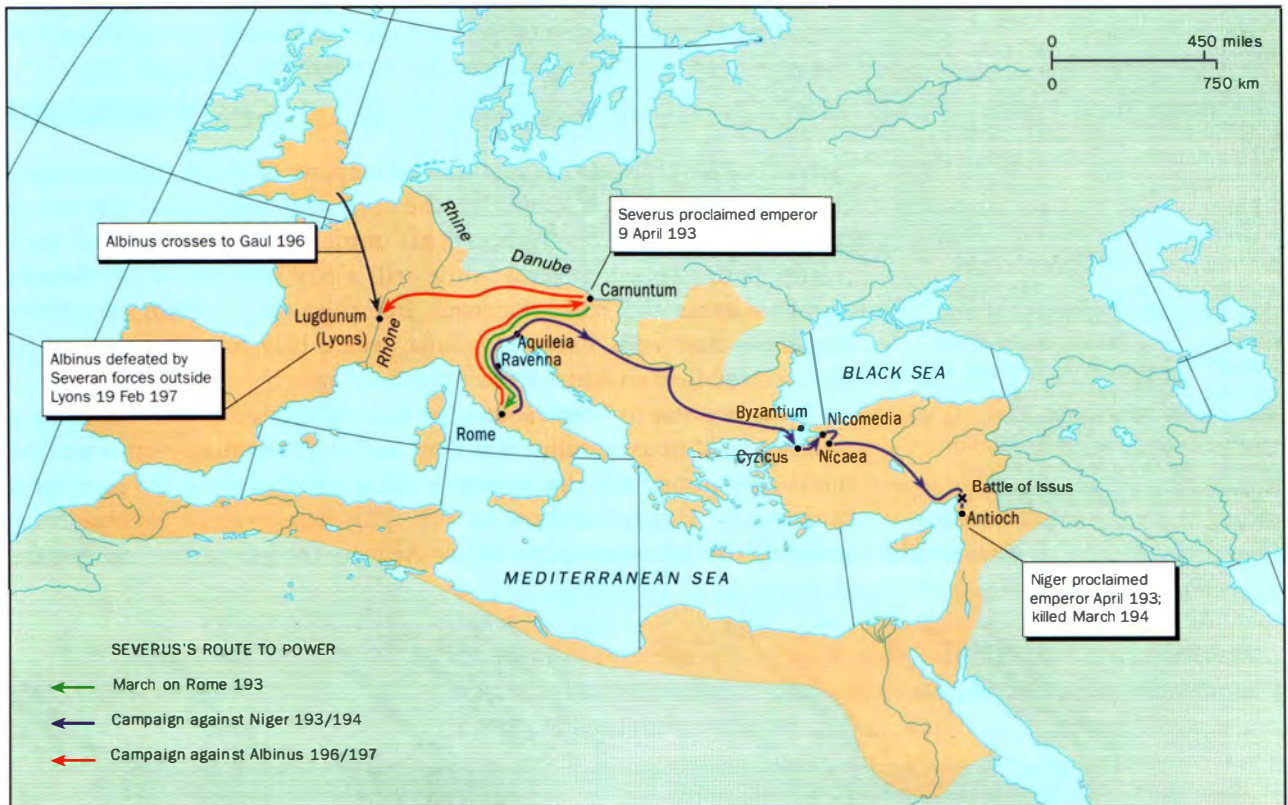 0 450 miles
0 750 km
Severus proclaimed emperor
9 April 193
Albinus crosses to Gaul 196
Rhine
Danube
Carnuntum
Lugdunum
(Lyons)
Rhône
Aquileia
Ravenna
Albinus defeated by
Severan forces outside
Lyons 19 Feb 197
BLACK SEA
Rome
Byzantium
Nicomedia
Cyzicus
Nicaea
Battle of Issus
Antioch
MEDITERRANEAN SEA
Niger proclaimed
emperor April 193;
killed March 194
SEVERUS'S ROUTE TO POWER
March on Rome 193
Campaign against Niger 193/194
Campaign against Albinus 196/197